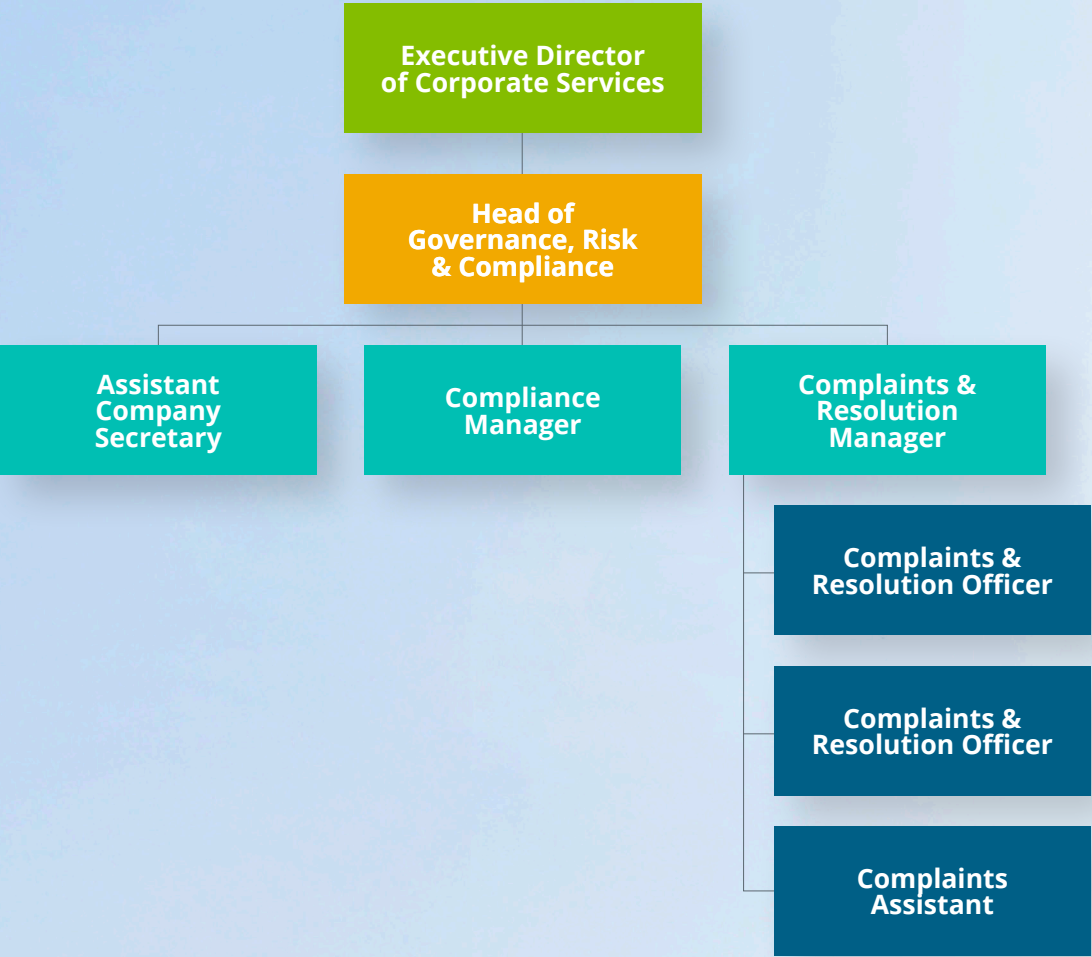 Executive Director
of Corporate Services
Head of
Governance, Risk
& Compliance
Assistant
Company
Secretary
Compliance
Manager
Complaints &
Resolution
Manager
Complaints &
Resolution Officer
Complaints &
Resolution Officer
Complaints
Assistant